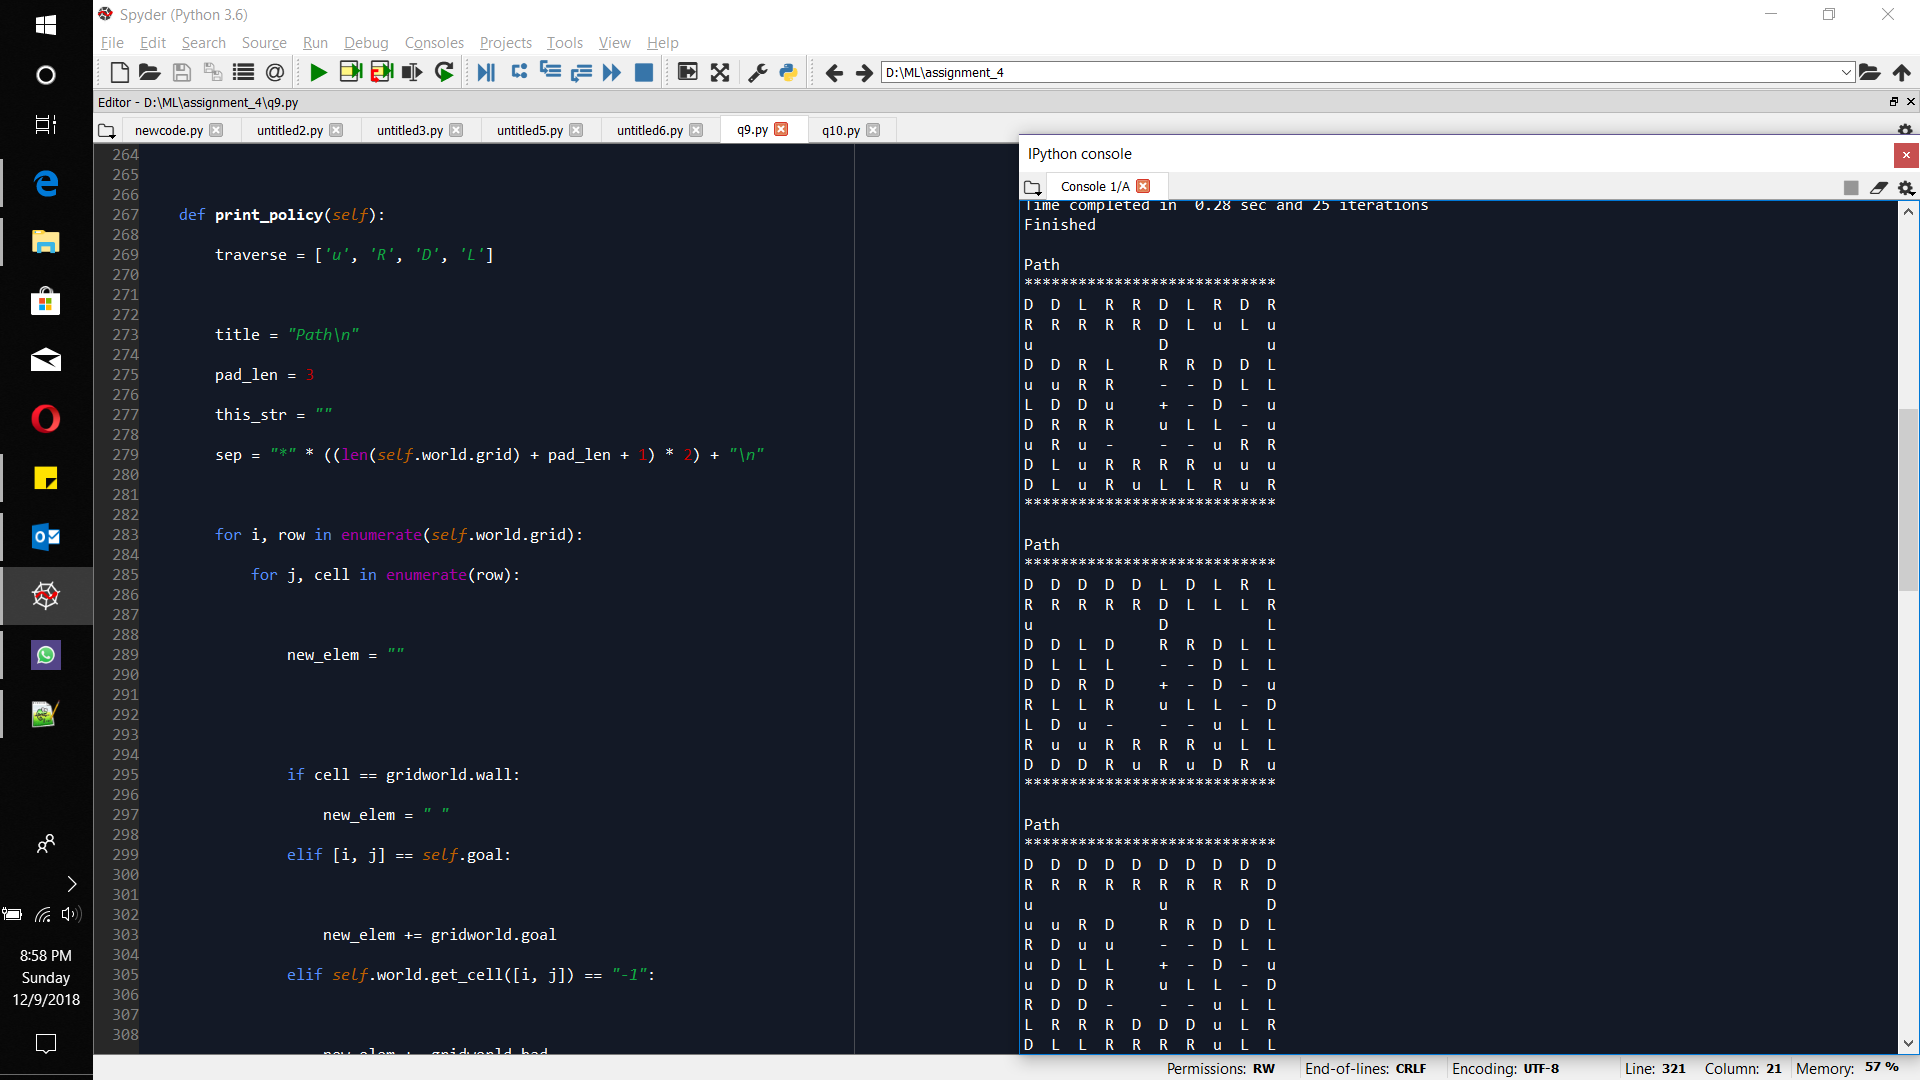 Spyder (Python 3.6)
File Edit Search Source Run Debug Consoles Projects Tools View Help
D:\ML\assignment_4
Editor - D:\ML\assignment_4\q9.py
newcode.py untitled2.py untitled3.py untitled5.py untitled6.py q9.py q10.py
264
265
266
267 def print_policy(self):
268
269 traverse = ['u', 'R', 'D', 'L']
270
271
272
273 title = "Path\n"
274
275 pad_len = 3
276
277 this_str = ""
278
279 sep = "*" * ((len(self.world.grid) + pad_len + 1) * 2) + "\n"
280
281
282
283 for i, row in enumerate(self.world.grid):
284
285 for j, cell in enumerate(row):
286
287
288
289 new_elem = ""
290
291
292
293
294
295 if cell == gridworld.wall:
296
297 new_elem = " "
298
299 elif [i, j] == self.goal:
300
301
302
303 new_elem += gridworld.goal
304
305 elif self.world.get_cell([i, j]) == "-1":
306
307
308
new_elem += gridworld.bad
IPython console
Console 1/A
Time completed in 0.28 sec and 25 iterations
Finished
Path
****************************
D D L R R D L R D R
R R R R R D L u L u
u D u
D D R L R R D D L
u u R R - - D L L
L D D u + - D - u
D R R R u L L - u
u R u - - - u R R
D L u R R R R u u u
D L u R u L L R u R
****************************
Path
****************************
D D D D D L D L R L
R R R R R D L L L R
u D L
D D L D R R D L L
D L L L - - D L L
D D R D + - D - u
R L L R u L L - D
L D u - - - u L L
R u u R R R R u L L
D D D R u R u D R u
****************************
Path
****************************
D D D D D D D D D D
R R R R R R R R R D
u u D
u u R D R R D D L
R D u u - - D L L
u D L L + - D - u
u D D R u L L - D
R D D - - - u L L
L R R R D D D u L R
D L L R R R R u L L
8:58 PM
Sunday
12/9/2018
Permissions: RW End-of-lines: CRLF Encoding: UTF-8 Line: 321 Column: 21 Memory: 57 %